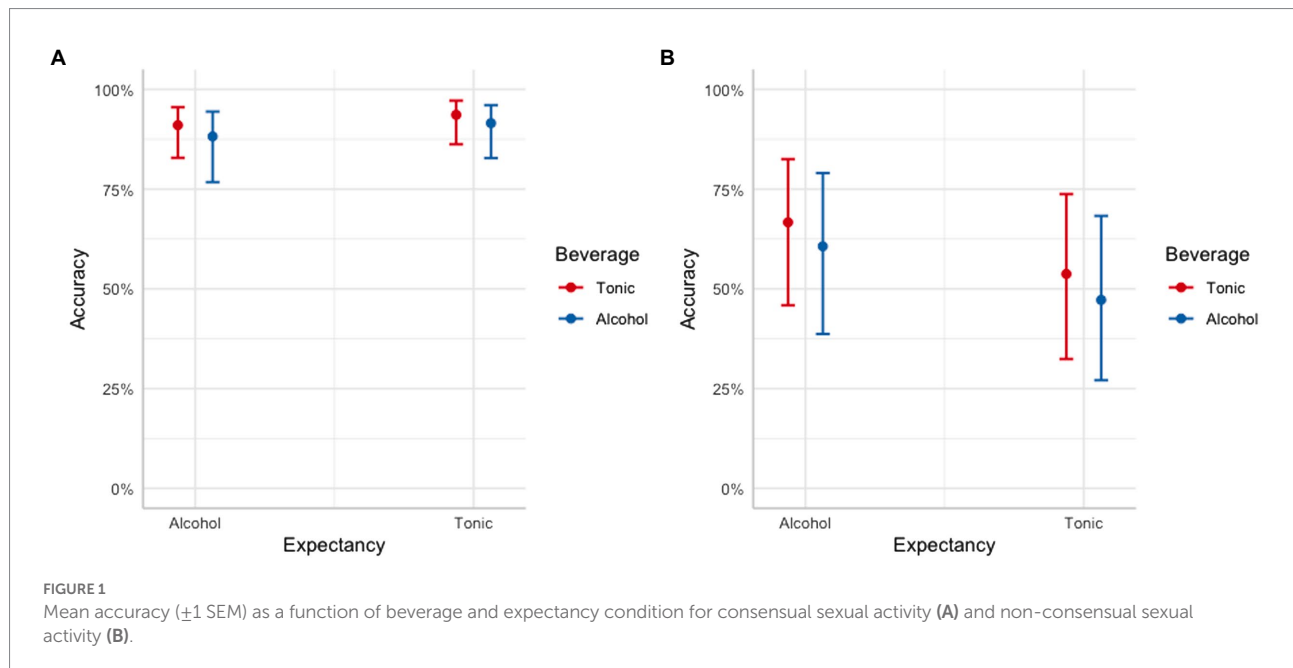 A
100%
75%
50%
25%
0%
Accuracy
Alcohol
Tonic
Expectancy
Beverage
Tonic
Alcohol
B
100%
75%
50%
25%
0%
Accuracy
Alcohol
Tonic
Expectancy
Beverage
Tonic
Alcohol
FIGURE 1
Mean accuracy (±1 SEM) as a function of beverage and expectancy condition for consensual sexual activity (A) and non-consensual sexual
activity (B).